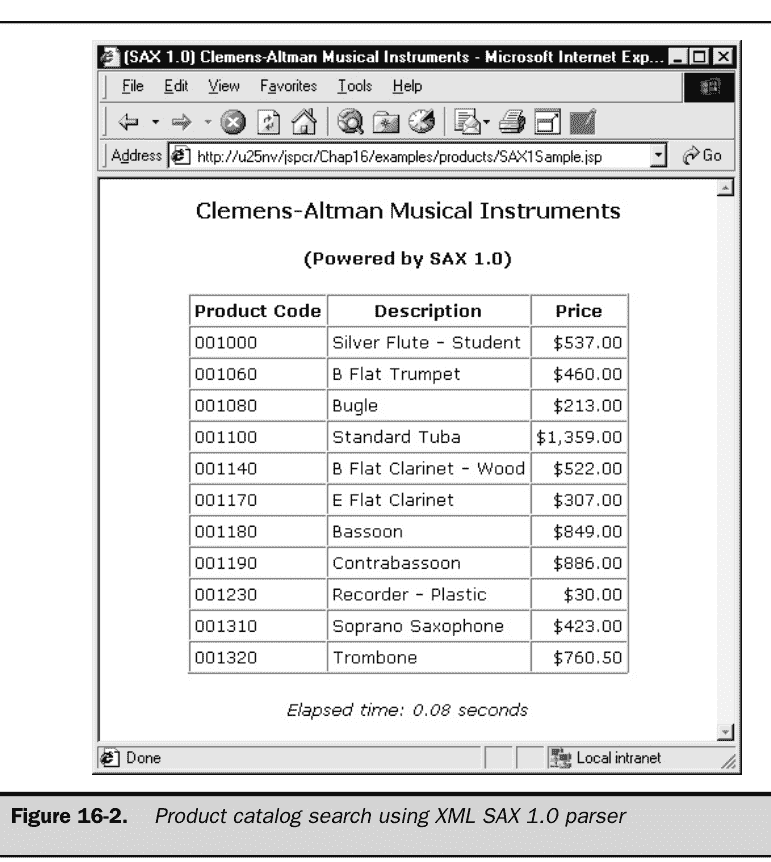 (SAX 1.0) Clemens-Altman Musical Instruments - Microsoft Internet Exp...
File Edit View Favorites Tools Help
Address http://u25nv/jspcr/Chap16/examples/products/SAX1Sample.jsp Go
Clemens-Altman Musical Instruments
(Powered by SAX 1.0)
Product Code Description Price
001000 Silver Flute - Student $537.00
001060 B Flat Trumpet $460.00
001080 Bugle $213.00
001100 Standard Tuba $1,359.00
001140 B Flat Clarinet - Wood $522.00
001170 E Flat Clarinet $307.00
001180 Bassoon $849.00
001190 Contrabassoon $886.00
001230 Recorder - Plastic $30.00
001310 Soprano Saxophone $423.00
001320 Trombone $760.50
Elapsed time: 0.08 seconds
Done Local intranet
Figure 16-2. Product catalog search using XML SAX 1.0 parser